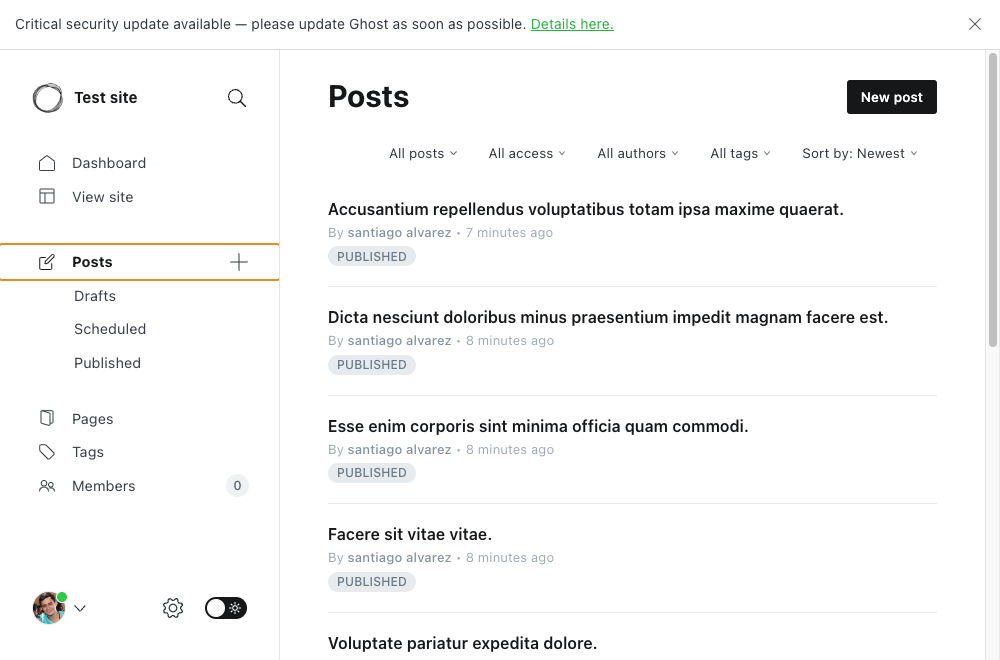 Critical security update available — please update Ghost as soon as possible. Details here.
Test site
Dashboard
View site
Posts
Drafts
Scheduled
Published
Pages
Tags
Members
0
Posts
New post
All posts
All access
All authors
All tags
Sort by: Newest
Accusantium repellendus voluptatibus totam ipsa maxime quaerat.
By santiago alvarez • 7 minutes ago
PUBLISHED
Dicta nesciunt doloribus minus praesentium impedit magnam facere est.
By santiago alvarez • 8 minutes ago
PUBLISHED
Esse enim corporis sint minima officia quam commodi.
By santiago alvarez • 8 minutes ago
PUBLISHED
Facere sit vitae vitae.
By santiago alvarez • 8 minutes ago
PUBLISHED
Voluptate pariatur expedita dolore.